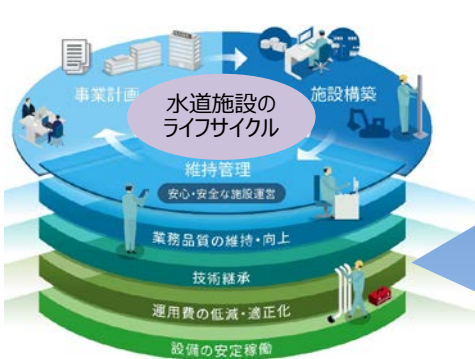 事業計画
水道施設の
ライフサイクル
施設構築
維持管理
安心・安全な施設運営
業務品質の維持・向上
技術継承
運用費の低減・適正化
設備の安定稼働